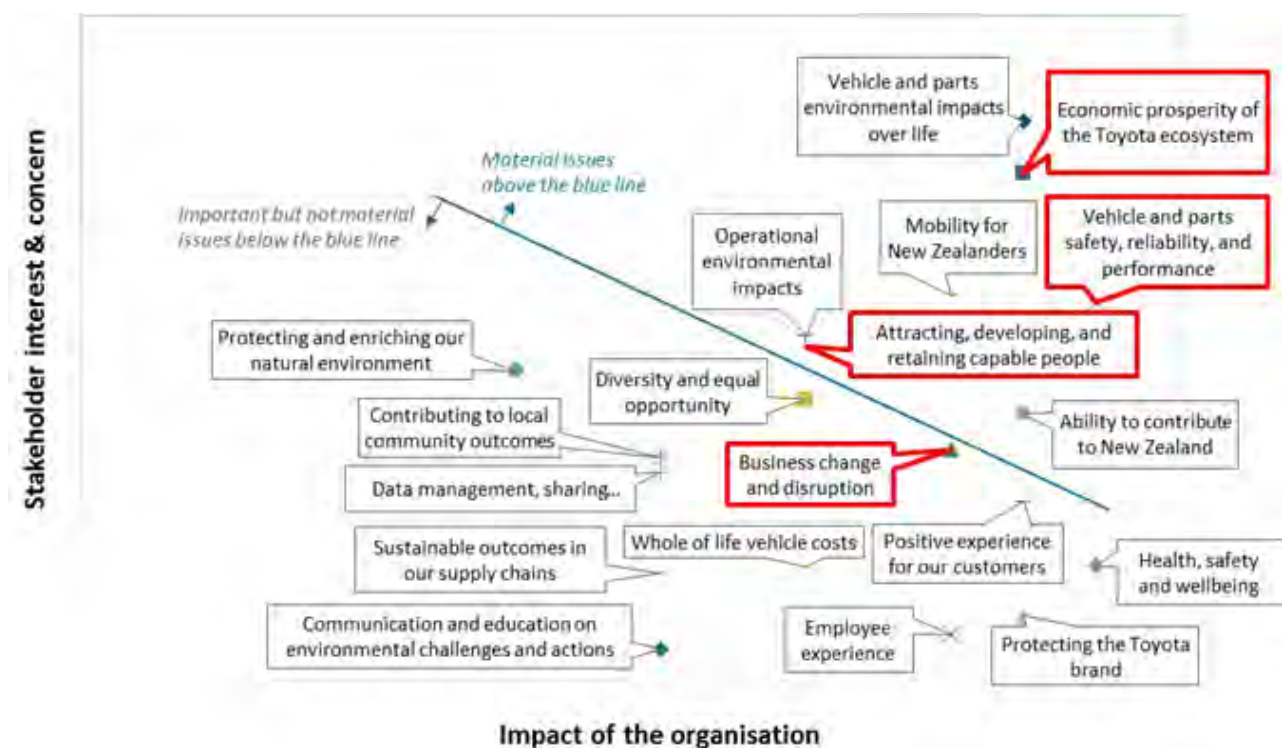 Stakeholder interest & concern
Vehicle and parts
environmental impacts
over life
Economic prosperity of
the Toyota ecosystem
Material issues
above the blue line
Important but not material
issues below the blue line
Operational
environmental
impacts
Mobility for
New Zealanders
Vehicle and parts
safety, reliability, and
performance
Protecting and enriching our
natural environment
Attracting, developing, and
retaining capable people
Diversity and equal
opportunity
Contributing to local
community outcomes
Ability to contribute
to New Zealand
Data management, sharing...
Business change
and disruption
Sustainable outcomes in
our supply chains
Whole of life vehicle costs
Positive experience
for our customers
Health, safety
and wellbeing
Communication and education on
environmental challenges and actions
Employee
experience
Protecting the Toyota
brand
Impact of the organisation